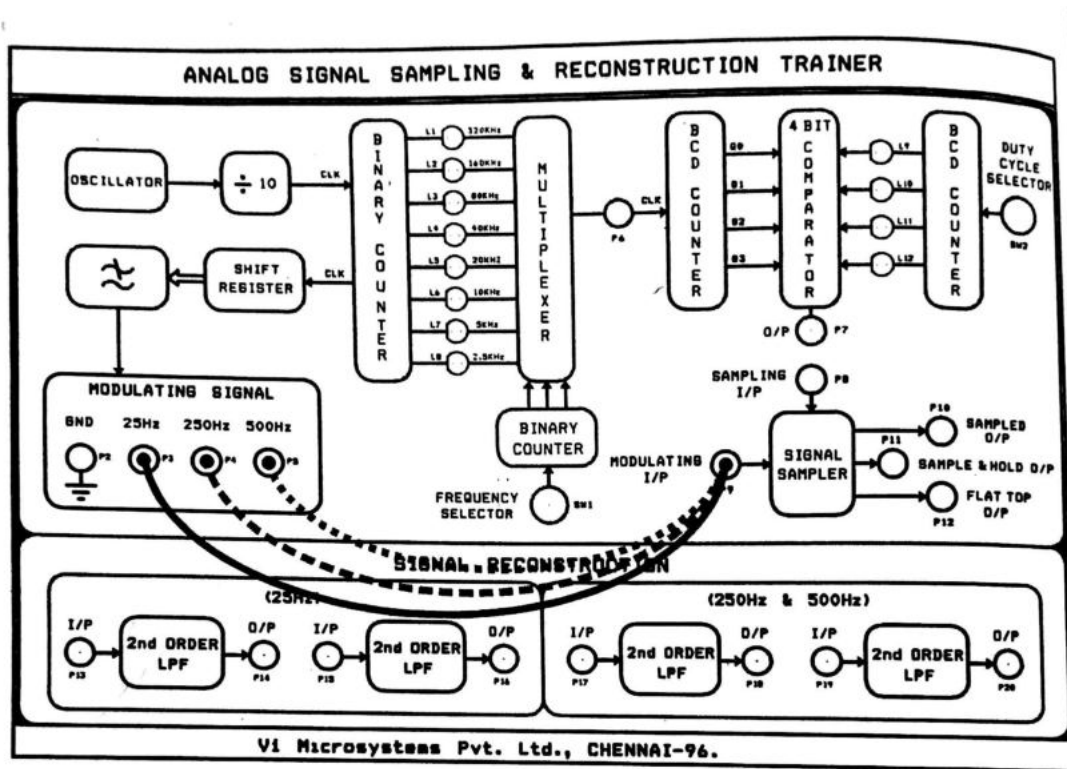 ANALOG SIGNAL SAMPLING & RECONSTRUCTION TRAINER
OSCILLATOR
÷ 10
CLK
BINARY COUNTER
L1 320KHz
L2 160KHz
L3 80KHz
L4 40KHz
L5 20KHz
L6 10KHz
L7 5KHz
L8 2.5KHz
MULTIPLEXER
P6
CLK
BCD COUNTER
Q0
Q1
Q2
Q3
4 BIT COMPARATOR
L9
L10
L11
L12
BCD COUNTER
DUTY
CYCLE
SELECTOR
SW2
SHIFT
REGISTER
CLK
O/P P7
MODULATING SIGNAL
GND 25Hz 250Hz 500Hz
P2 P3 P4 P5
BINARY
COUNTER
FREQUENCY
SELECTOR
SW1
SAMPLING
I/P
P8
MODULATING
I/P
SIGNAL
SAMPLER
P10 SAMPLED
O/P
P11 SAMPLE & HOLD O/P
FLAT TOP
O/P
P12
SIGNAL RECONSTRUCTION
(25Hz)
(250Hz & 500Hz)
I/P
P13
2nd ORDER
LPF
O/P
P14
I/P
P15
2nd ORDER
LPF
O/P
P16
I/P
P17
2nd ORDER
LPF
O/P
P18
I/P
P19
2nd ORDER
LPF
O/P
P20
Vi Microsystems Pvt. Ltd., CHENNAI-96.